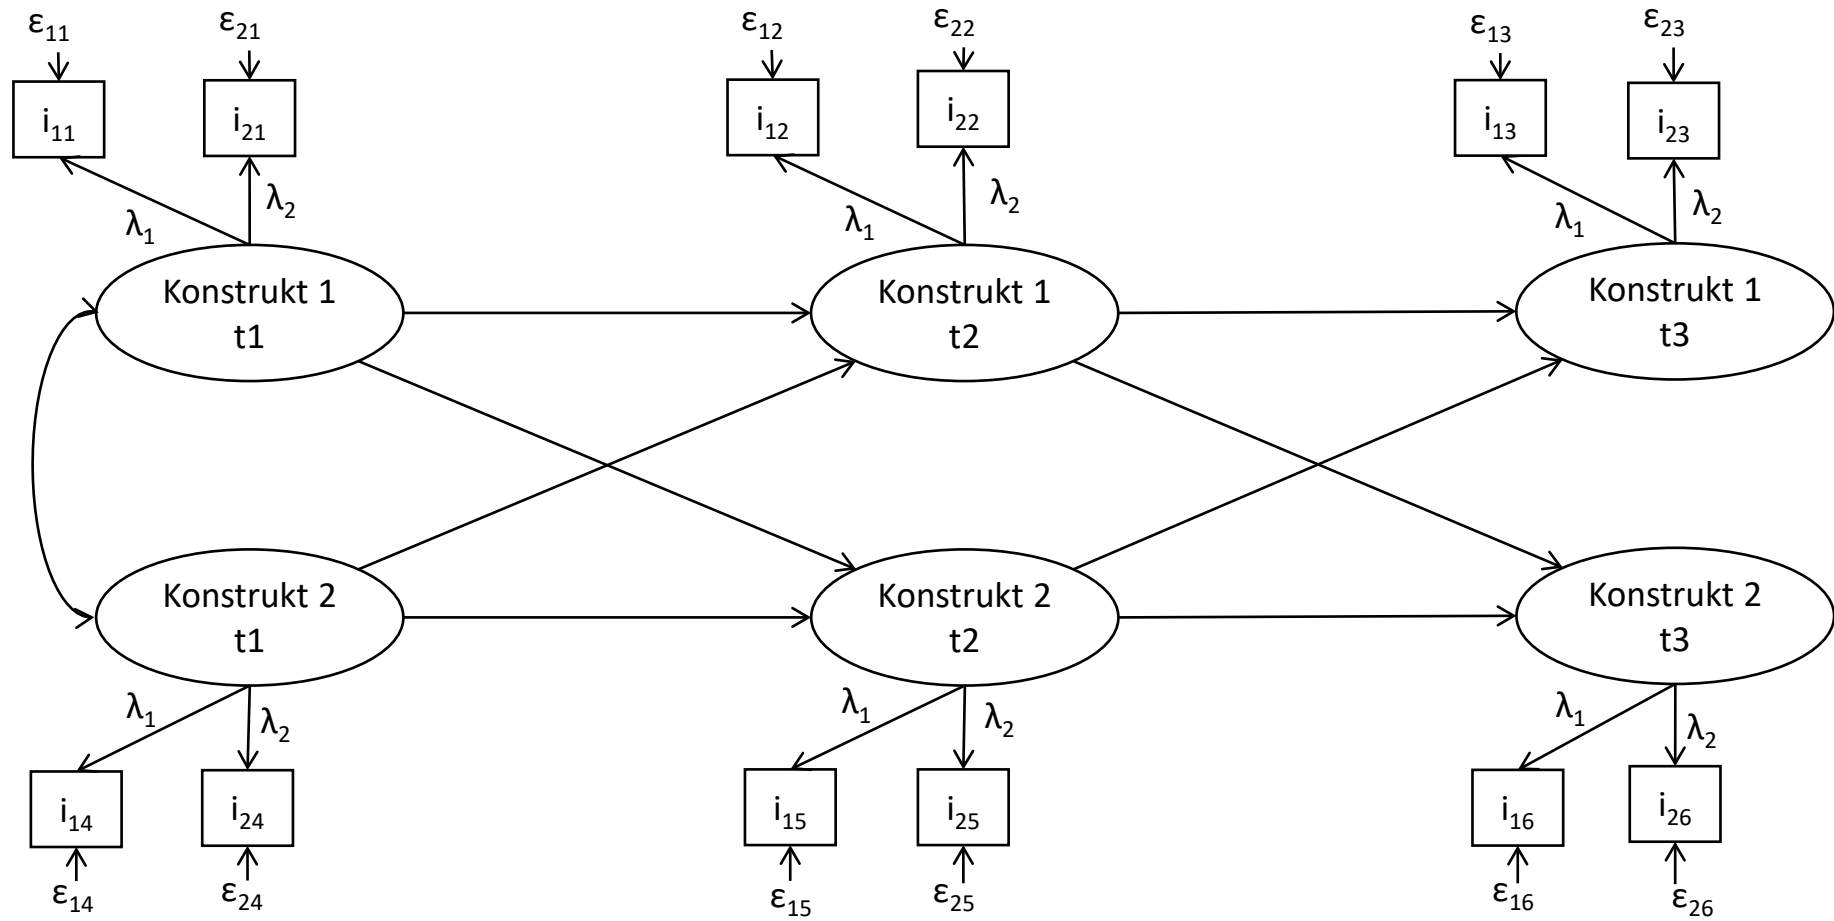 ε₁₁ ε₂₁ ε₁₂ ε₂₂ ε₁₃ ε₂₃
i₁₁ i₂₁ i₁₂ i₂₂ i₁₃ i₂₃
λ₁ λ₂ λ₁ λ₂ λ₁ λ₂
Konstrukt 1
t1
Konstrukt 1
t2
Konstrukt 1
t3
Konstrukt 2
t1
Konstrukt 2
t2
Konstrukt 2
t3
λ₁ λ₂ λ₁ λ₂ λ₁ λ₂
i₁₄ i₂₄ i₁₅ i₂₅ i₁₆ i₂₆
ε₁₄ ε₂₄ ε₁₅ ε₂₅ ε₁₆ ε₂₆